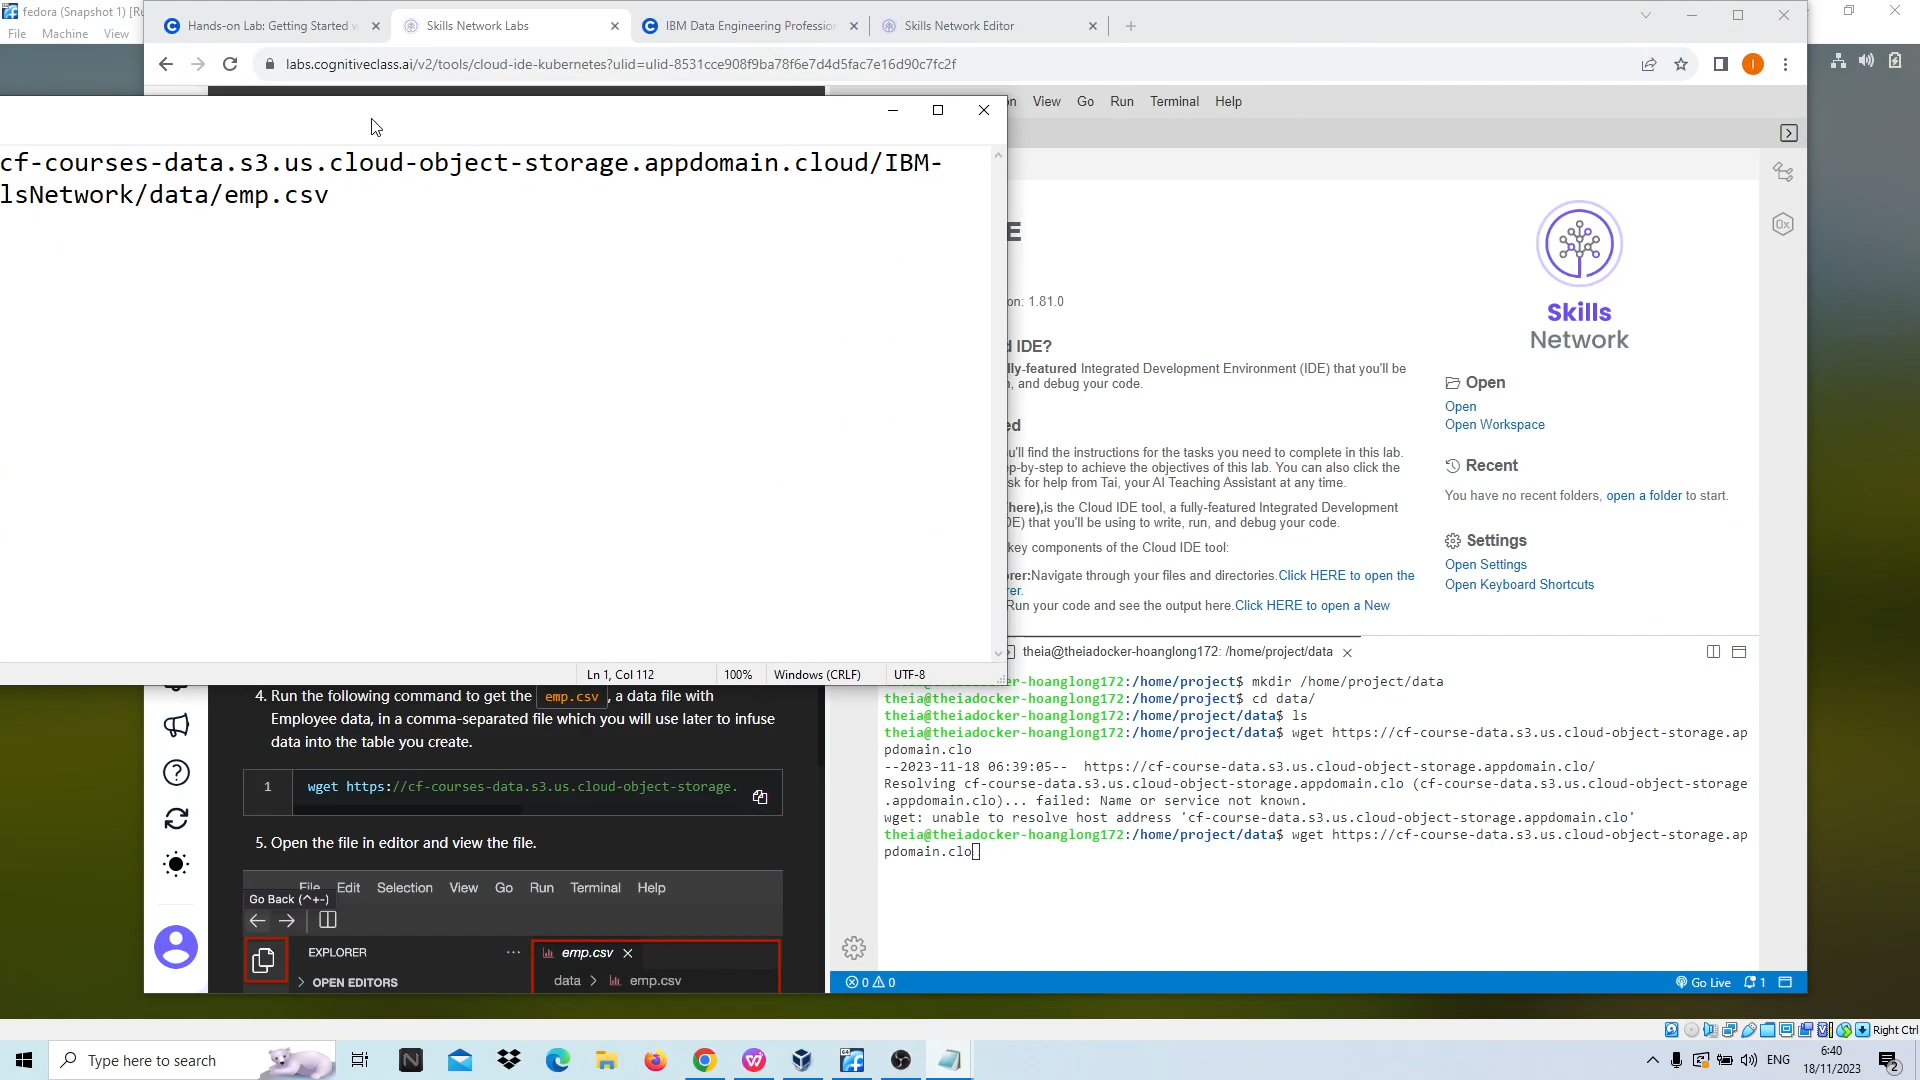 fedora (Snapshot 1) [Ru
File Machine View
Hands-on Lab: Getting Started w
Skills Network Labs
IBM Data Engineering Profession
Skills Network Editor
labs.cognitiveclass.ai/v2/tools/cloud-ide-kubernetes?ulid=ulid-8531cce908f9ba78f6e7d4d5fac7e16d90c7fc2f
I
on View Go Run Terminal Help
cf-courses-data.s3.us.cloud-object-storage.appdomain.cloud/IBM-
lsNetwork/data/emp.csv
Ln 1, Col 112 100% Windows (CRLF) UTF-8
E
on: 1.81.0
d IDE?
lly-featured Integrated Development Environment (IDE) that you'll be
n, and debug your code.
ed
u'll find the instructions for the tasks you need to complete in this lab.
ep-by-step to achieve the objectives of this lab. You can also click the
sk for help from Tai, your AI Teaching Assistant at any time.
here),is the Cloud IDE tool, a fully-featured Integrated Development
DE) that you'll be using to write, run, and debug your code.
key components of the Cloud IDE tool:
rer:Navigate through your files and directories.Click HERE to open the
rer.
Run your code and see the output here.Click HERE to open a New
Skills
Network
Open
Open
Open Workspace
Recent
You have no recent folders, open a folder to start.
Settings
Open Settings
Open Keyboard Shortcuts
4. Run the following command to get the emp.csv, a data file with
Employee data, in a comma-separated file which you will use later to infuse
data into the table you create.
1 wget https://cf-courses-data.s3.us.cloud-object-storage.
5. Open the file in editor and view the file.
File Edit Selection View Go Run Terminal Help
Go Back (^+-)
EXPLORER ... emp.csv
OPEN EDITORS data > emp.csv
theia@theiadocker-hoanglong172: /home/project/data
theia@theiadocker-hoanglong172:/home/project$ mkdir /home/project/data
theia@theiadocker-hoanglong172:/home/project$ cd data/
theia@theiadocker-hoanglong172:/home/project/data$ ls
theia@theiadocker-hoanglong172:/home/project/data$ wget https://cf-course-data.s3.us.cloud-object-storage.ap
pdomain.clo
--2023-11-18 06:39:05-- https://cf-course-data.s3.us.cloud-object-storage.appdomain.clo/
Resolving cf-course-data.s3.us.cloud-object-storage.appdomain.clo (cf-course-data.s3.us.cloud-object-storage
.appdomain.clo)... failed: Name or service not known.
wget: unable to resolve host address 'cf-course-data.s3.us.cloud-object-storage.appdomain.clo'
theia@theiadocker-hoanglong172:/home/project/data$ wget https://cf-course-data.s3.us.cloud-object-storage.ap
pdomain.clo
0 0
Go Live 1
Right Ctrl
Type here to search
ENG
6:40
18/11/2023
2